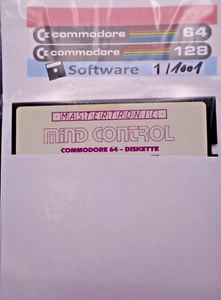 commodore 64
commodore 128
Software 1/1001
MASTERTRONIC
MIND CONTROL
COMMODORE 64 - DISKETTE